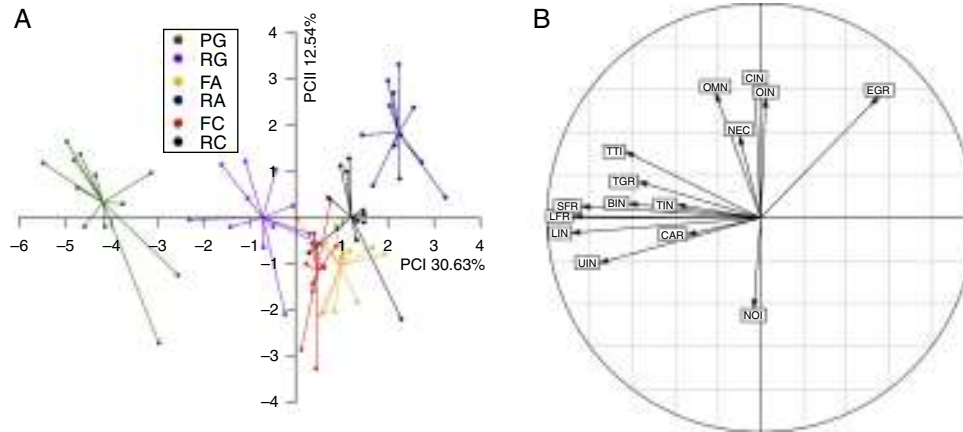 A
PCII 12.54%
PG
RG
FA
RA
FC
RC
4
3
2
1
−1
−2
−3
−4
−6 −5 −4 −3 −2 −1 0 1 2 3 4
PCI 30.63%
B
CIN
OMN
OIN
EGR
NEC
TTI
TGR
SFR
BIN
TIN
LFR
LIN
CAR
UIN
NOI